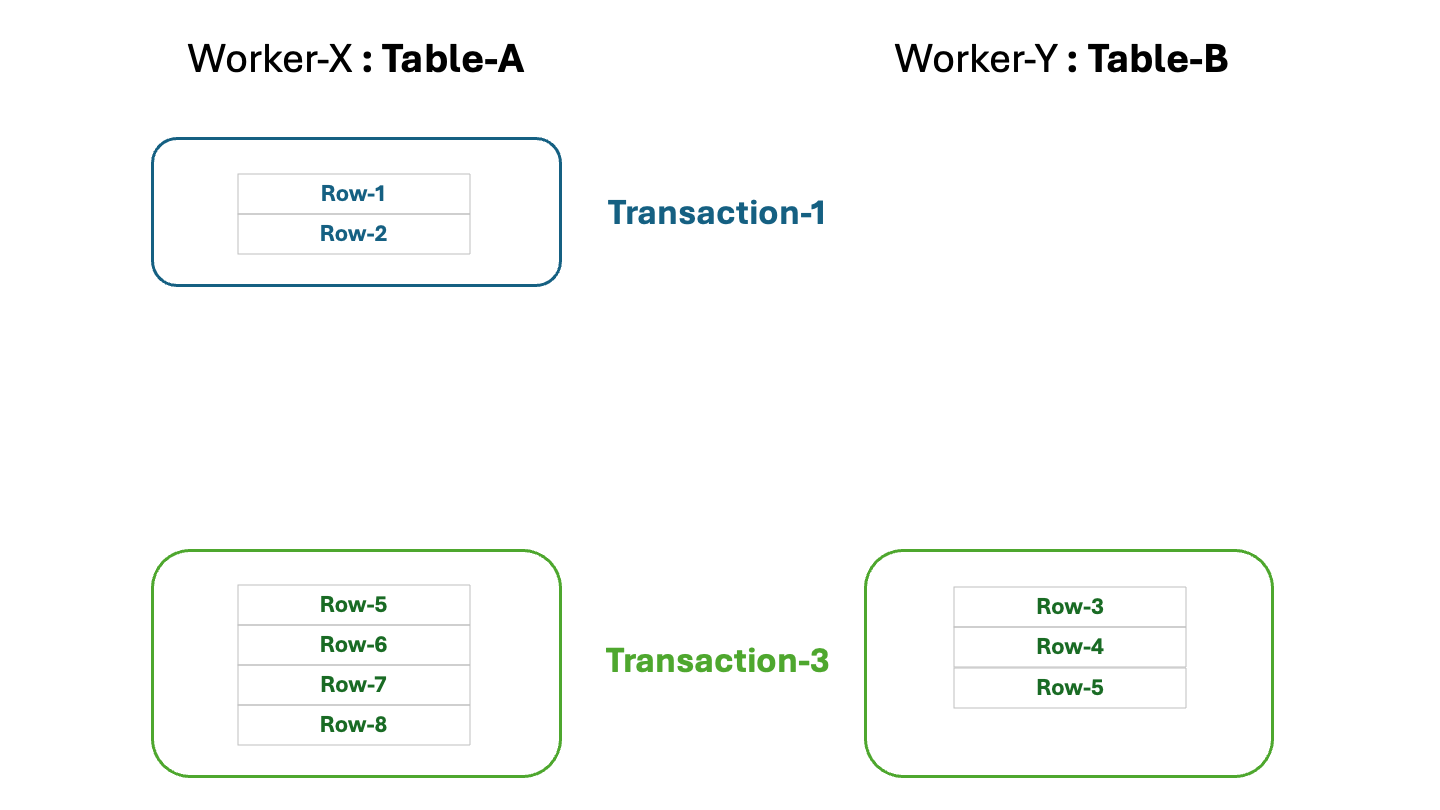 Worker-X : Table-A
Worker-Y : Table-B
Row-1
Row-2
Transaction-1
Row-5
Row-6
Row-7
Row-8
Transaction-3
Row-3
Row-4
Row-5